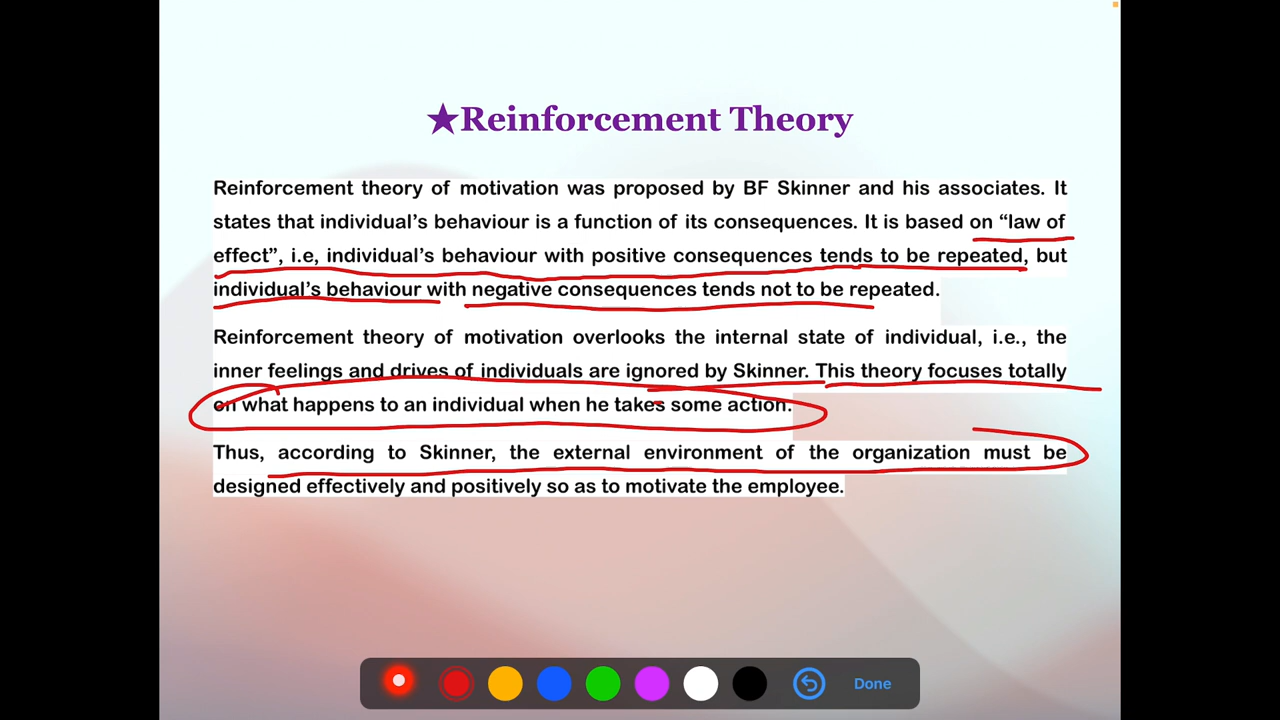 ★Reinforcement Theory
Reinforcement theory of motivation was proposed by BF Skinner and his associates. It
states that individual’s behaviour is a function of its consequences. It is based on “law of
effect”, i.e, individual’s behaviour with positive consequences tends to be repeated, but
individual’s behaviour with negative consequences tends not to be repeated.
Reinforcement theory of motivation overlooks the internal state of individual, i.e., the
inner feelings and drives of individuals are ignored by Skinner. This theory focuses totally
on what happens to an individual when he takes some action.
Thus, according to Skinner, the external environment of the organization must be
designed effectively and positively so as to motivate the employee.
Done